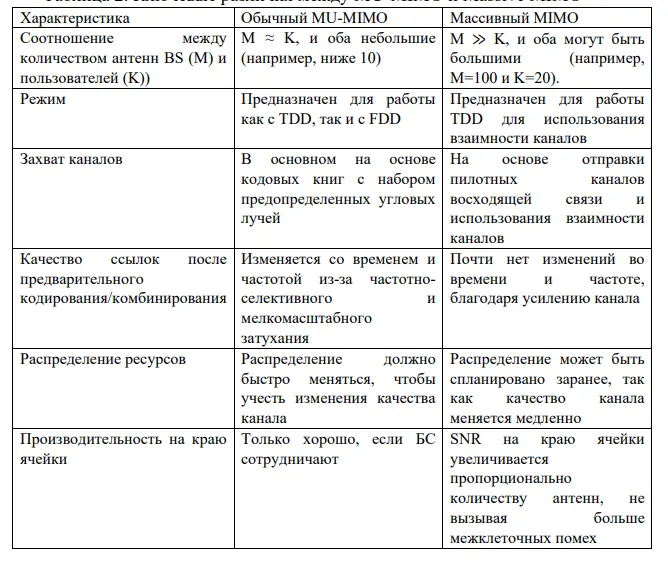 Характеристика
Обычный MU-MIMO
Массивный MIMO
Соотношение между
количеством антенн BS (M) и
пользователей (K))
M ≈ K, и оба небольшие
(например, ниже 10)
M ≫ K, и оба могут быть
большими (например,
M=100 и K=20).
Режим
Предназначен для работы
как с TDD, так и с FDD
Предназначен для работы
TDD для использования
взаимности каналов
Захват каналов
В основном на основе
кодовых книг с набором
предопределенных угловых
лучей
На основе отправки
пилотных каналов
восходящей связи и
использования взаимности
каналов
Качество ссылок после
предварительного
кодирования/комбинирования
Изменяется со временем и
частотой из-за частотно-
селективного и
мелкомасштабного
затухания
Почти нет изменений во
времени и частоте,
благодаря усилению канала
Распределение ресурсов
Распределение должно
быстро меняться, чтобы
учесть изменения качества
канала
Распределение может быть
спланировано заранее, так
как качество канала
меняется медленно
Производительность на краю
ячейки
Только хорошо, если БС
сотрудничают
SNR на краю ячейки
увеличивается
пропорционально
количеству антенн, не
вызывая больше
межклеточных помех